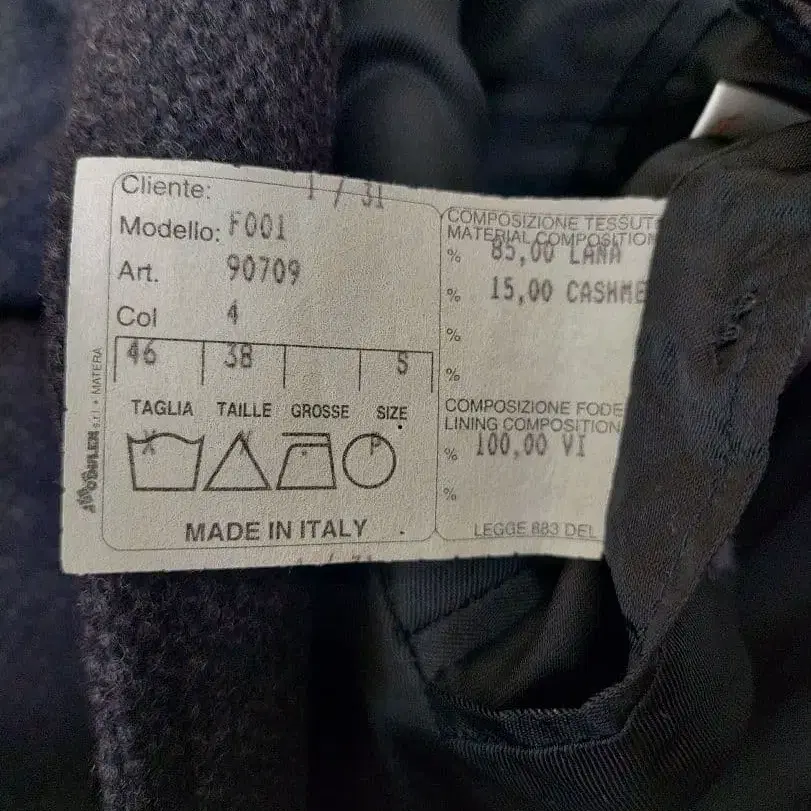 Cliente: 1 / 31
Modello: F001
Art. 90709
Col 4
46 38 S
TAGLIA TAILLE GROSSE SIZE
X X P
MADE IN ITALY
COMPOSIZIONE TESSUT
MATERIAL COMPOSITION
% 85,00 LANA
% 15,00 CASHME
%
%
COMPOSIZIONE FODE
LINING COMPOSITION
% 100,00 VI
%
LEGGE 883 DEL
s.r.l. - MATERA